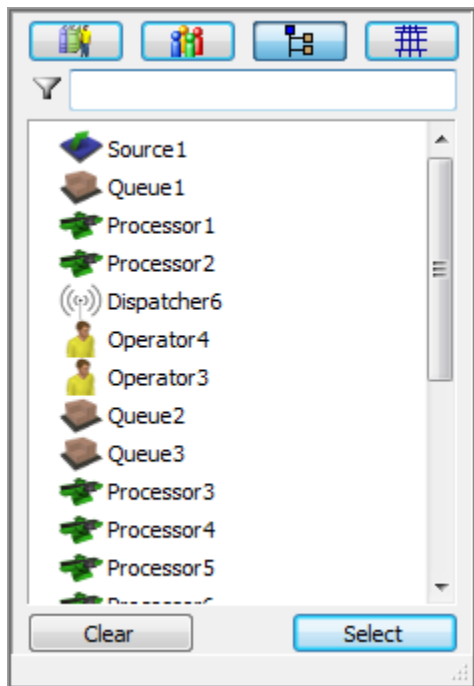 Source1
Queue1
Processor1
Processor2
Dispatcher6
Operator4
Operator3
Queue2
Queue3
Processor3
Processor4
Processor5
Clear
Select